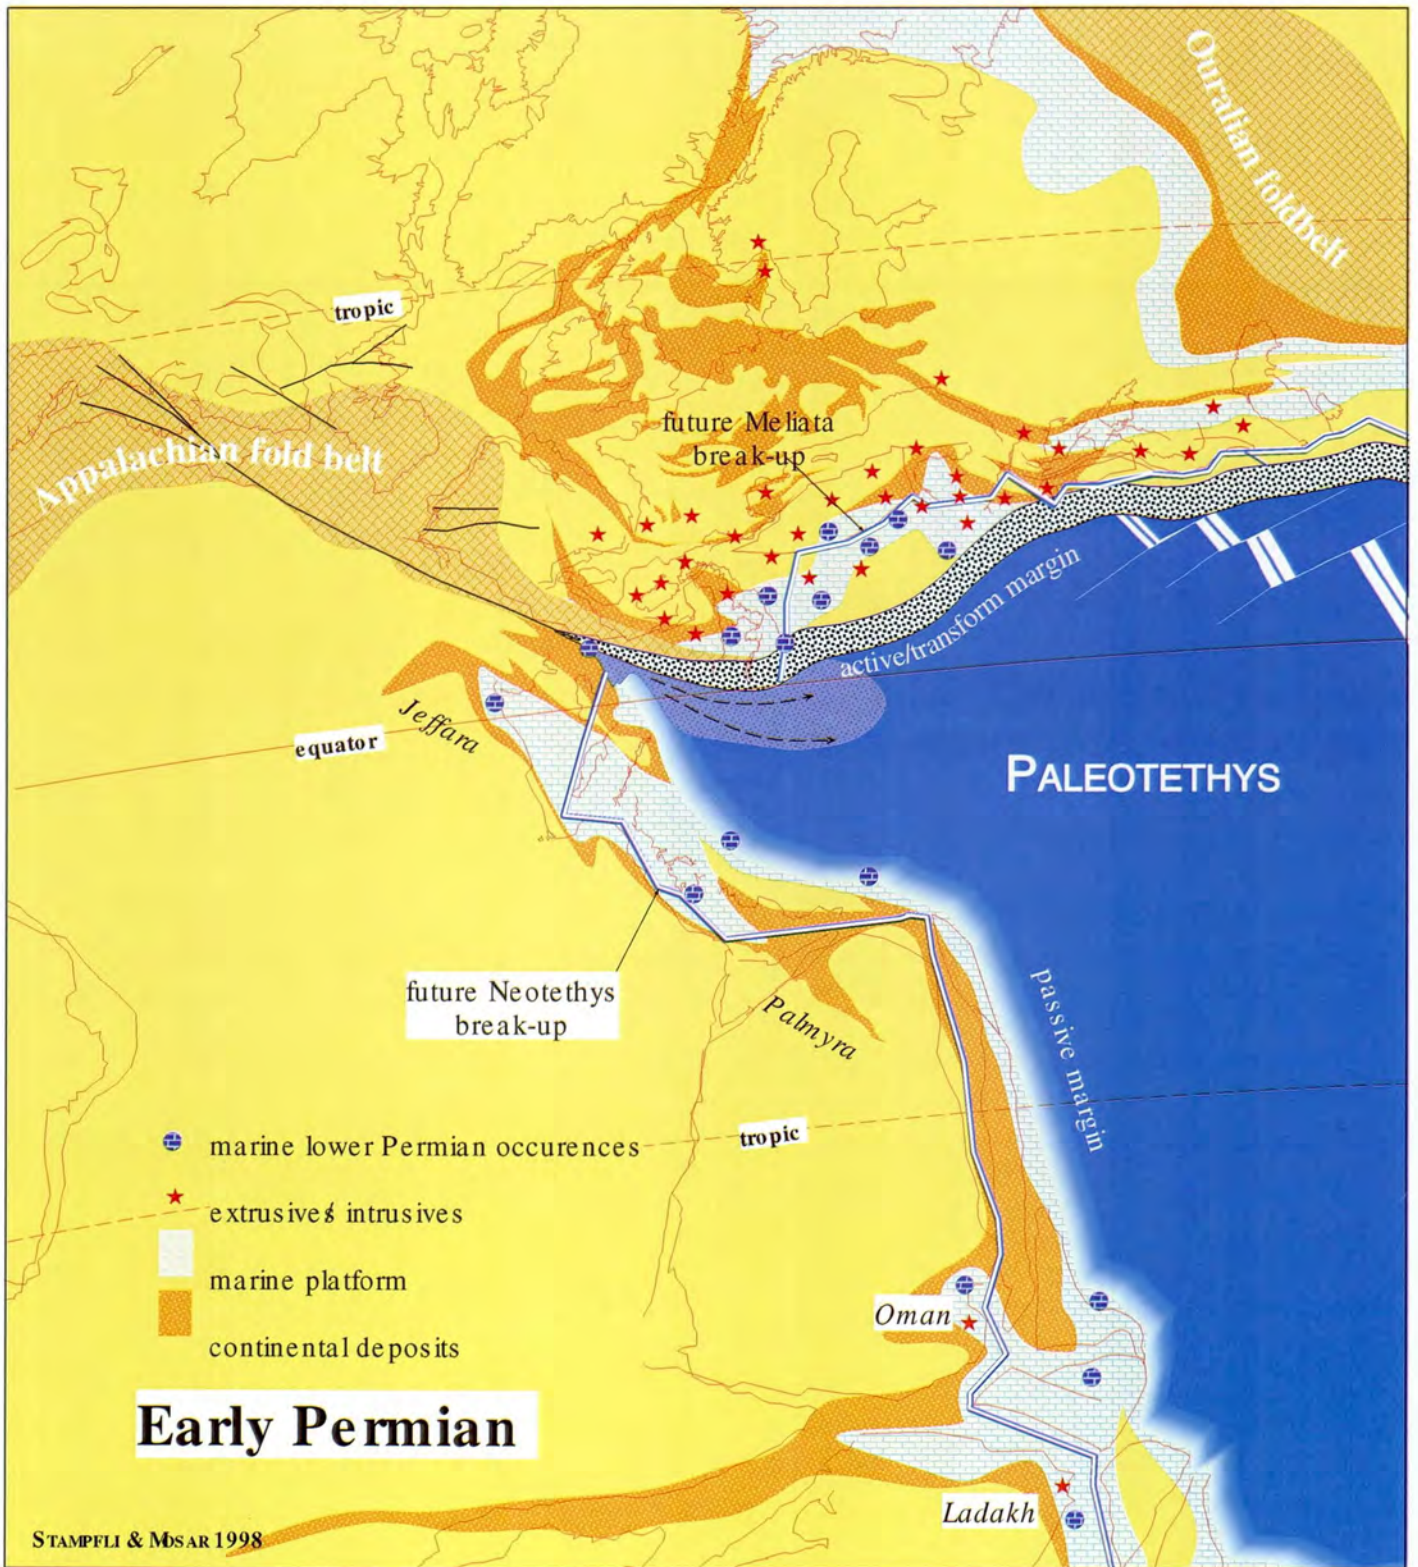 Ouralian foldbelt
tropic
future Meliata
break-up
Appalachian fold belt
active/transform margin
Jeffara
equator
PALEOTETHYS
future Neotethys
break-up
Palmyra
passive margin
marine lower Permian occurences
tropic
extrusives/ intrusives
marine platform
Oman
continental deposits
Early Permian
Ladakh
STAMPFLI & MOSAR 1998